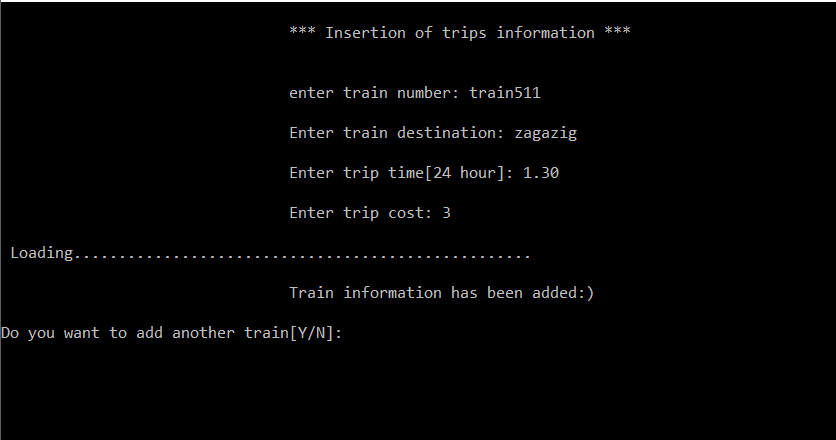 *** Insertion of trips information ***
enter train number: train511
Enter train destination: zagazig
Enter trip time[24 hour]: 1.30
Enter trip cost: 3
Loading...................................................
Train information has been added:)
Do you want to add another train[Y/N]: